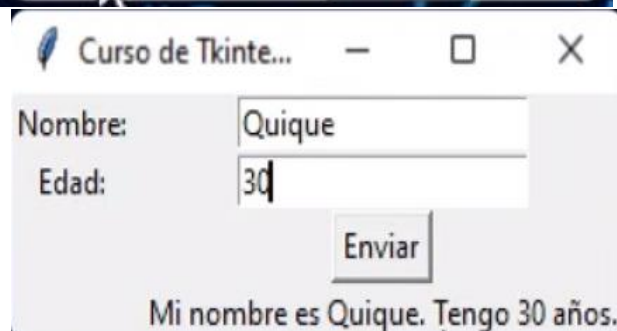 Curso de Tkinte...
Nombre: Quique
Edad: 30
Enviar
Mi nombre es Quique. Tengo 30 años.